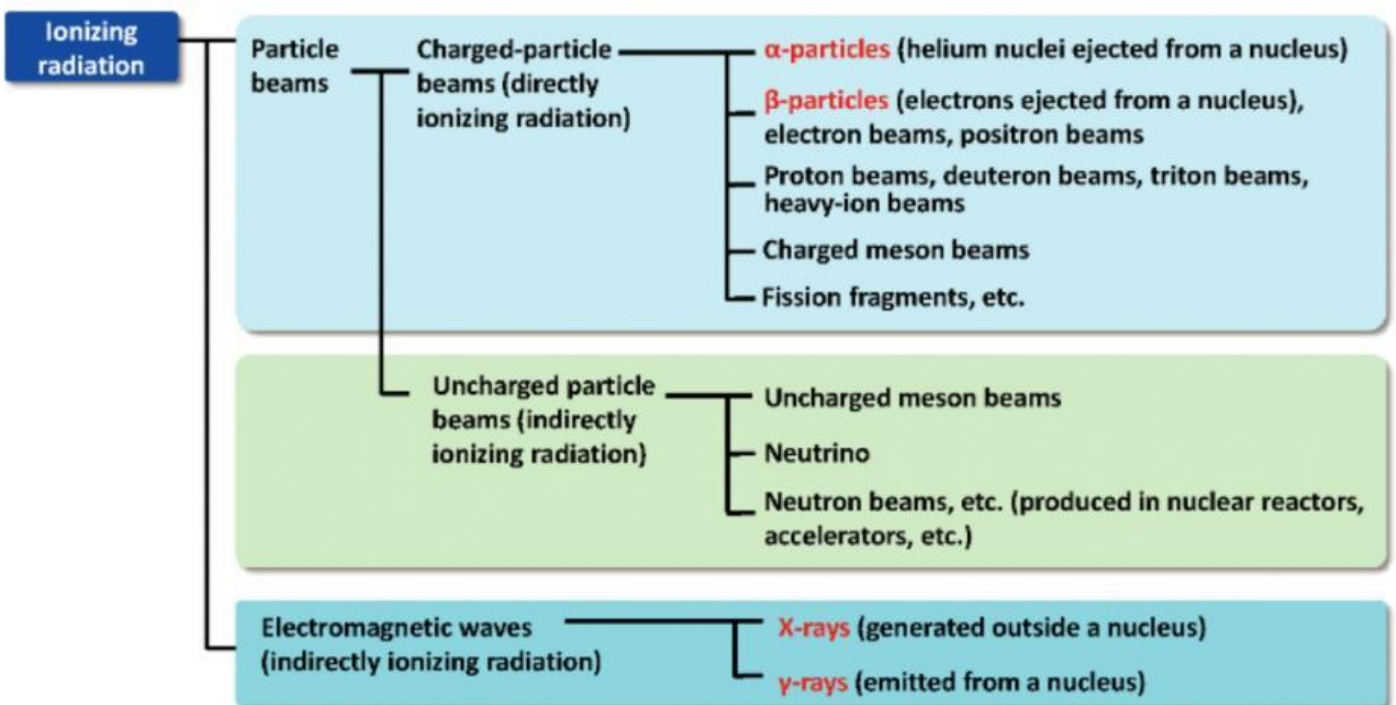 Ionizing
radiation
Particle
beams
Charged-particle
beams (directly
ionizing radiation)
α-particles (helium nuclei ejected from a nucleus)
β-particles (electrons ejected from a nucleus),
electron beams, positron beams
Proton beams, deuteron beams, triton beams,
heavy-ion beams
Charged meson beams
Fission fragments, etc.
Uncharged particle
beams (indirectly
ionizing radiation)
Uncharged meson beams
Neutrino
Neutron beams, etc. (produced in nuclear reactors,
accelerators, etc.)
Electromagnetic waves
(indirectly ionizing radiation)
X-rays (generated outside a nucleus)
γ-rays (emitted from a nucleus)